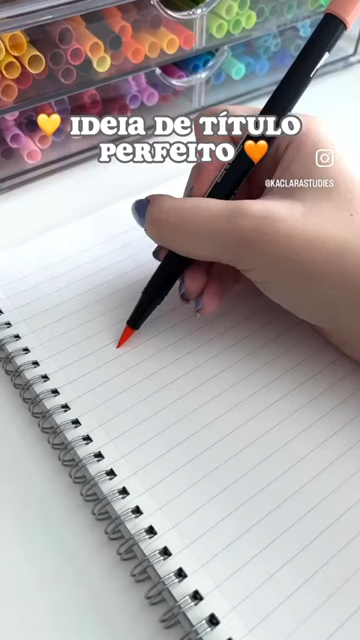 💛 IDEIA DE TÍTULO
PERFEITO 🧡
@KACLARASTUDIES